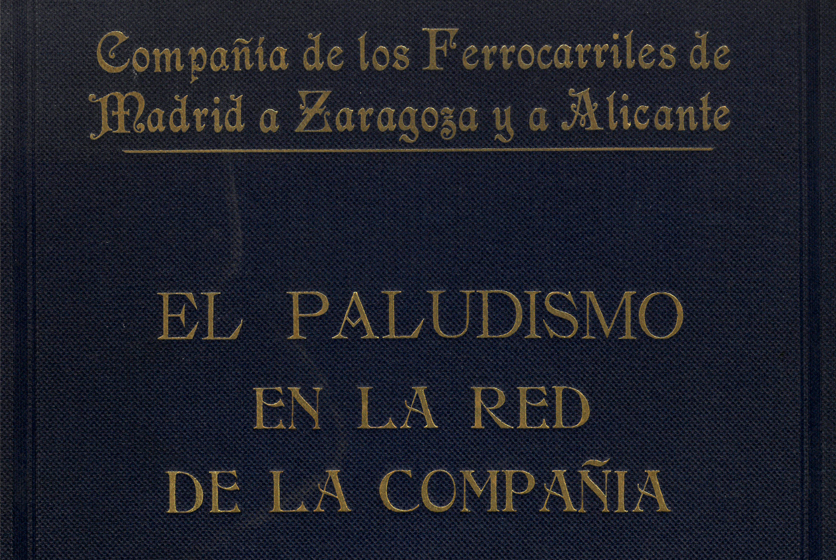 Compañía de los Ferrocarriles de
Madrid a Zaragoza y a Alicante
EL PALUDISMO
EN LA RED
DE LA COMPAÑIA